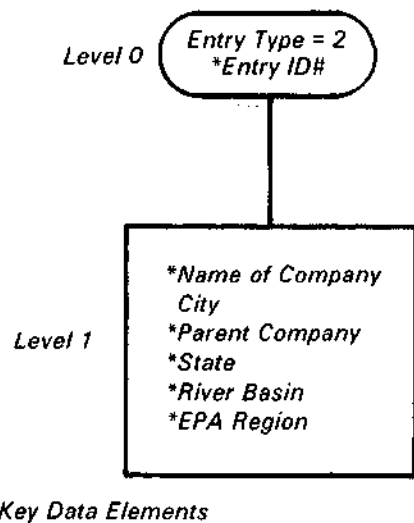 Level 0
Entry Type = 2
*Entry ID#
Level 1
*Name of Company
City
*Parent Company
*State
*River Basin
*EPA Region
Key Data Elements